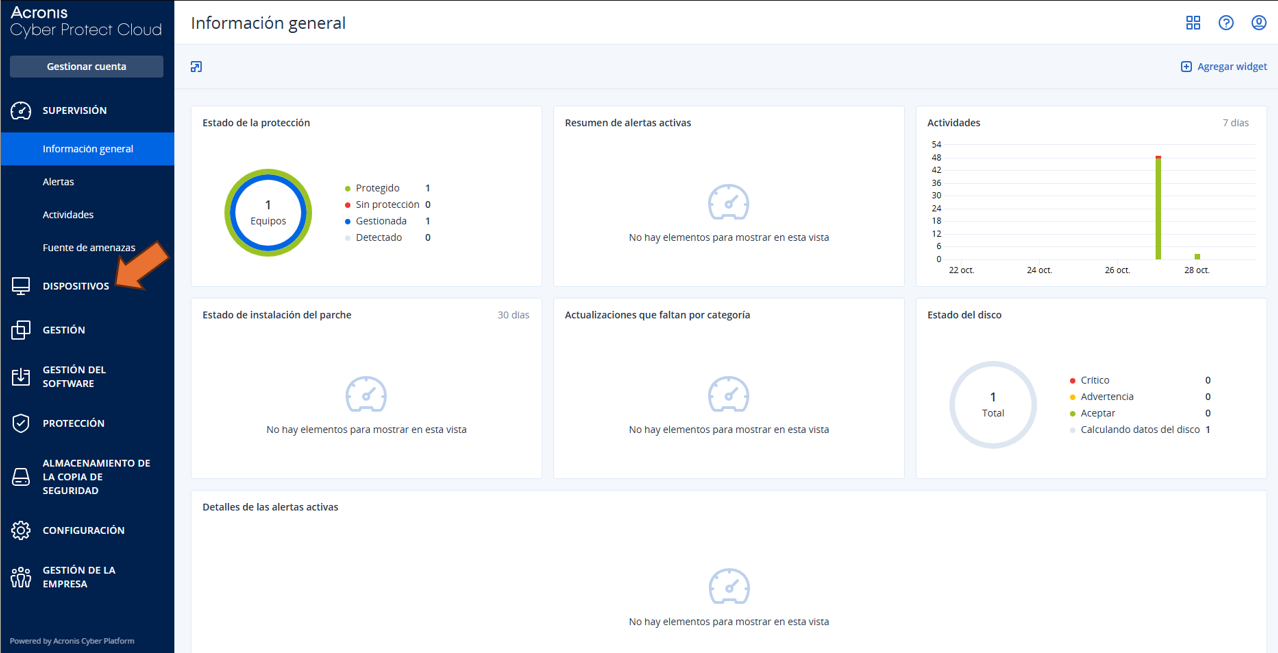 Acronis
Cyber Protect Cloud
Gestionar cuenta
SUPERVISIÓN
Información general
Alertas
Actividades
Fuente de amenazas
DISPOSITIVOS
GESTIÓN
GESTIÓN DEL
SOFTWARE
PROTECCIÓN
ALMACENAMIENTO DE
LA COPIA DE
SEGURIDAD
CONFIGURACIÓN
GESTIÓN DE LA
EMPRESA
Powered by Acronis Cyber Platform
Información general
Agregar widget
Estado de la protección
1
Equipos
Protegido 1
Sin protección 0
Gestionada 1
Detectado 0
Resumen de alertas activas
No hay elementos para mostrar en esta vista
Actividades 7 días
54
48
42
36
30
24
18
12
6
0
22 oct. 24 oct. 26 oct. 28 oct.
Estado de instalación del parche 30 días
No hay elementos para mostrar en esta vista
Actualizaciones que faltan por categoría
No hay elementos para mostrar en esta vista
Estado del disco
1
Total
Crítico 0
Advertencia 0
Aceptar 0
Calculando datos del disco 1
Detalles de las alertas activas
No hay elementos para mostrar en esta vista